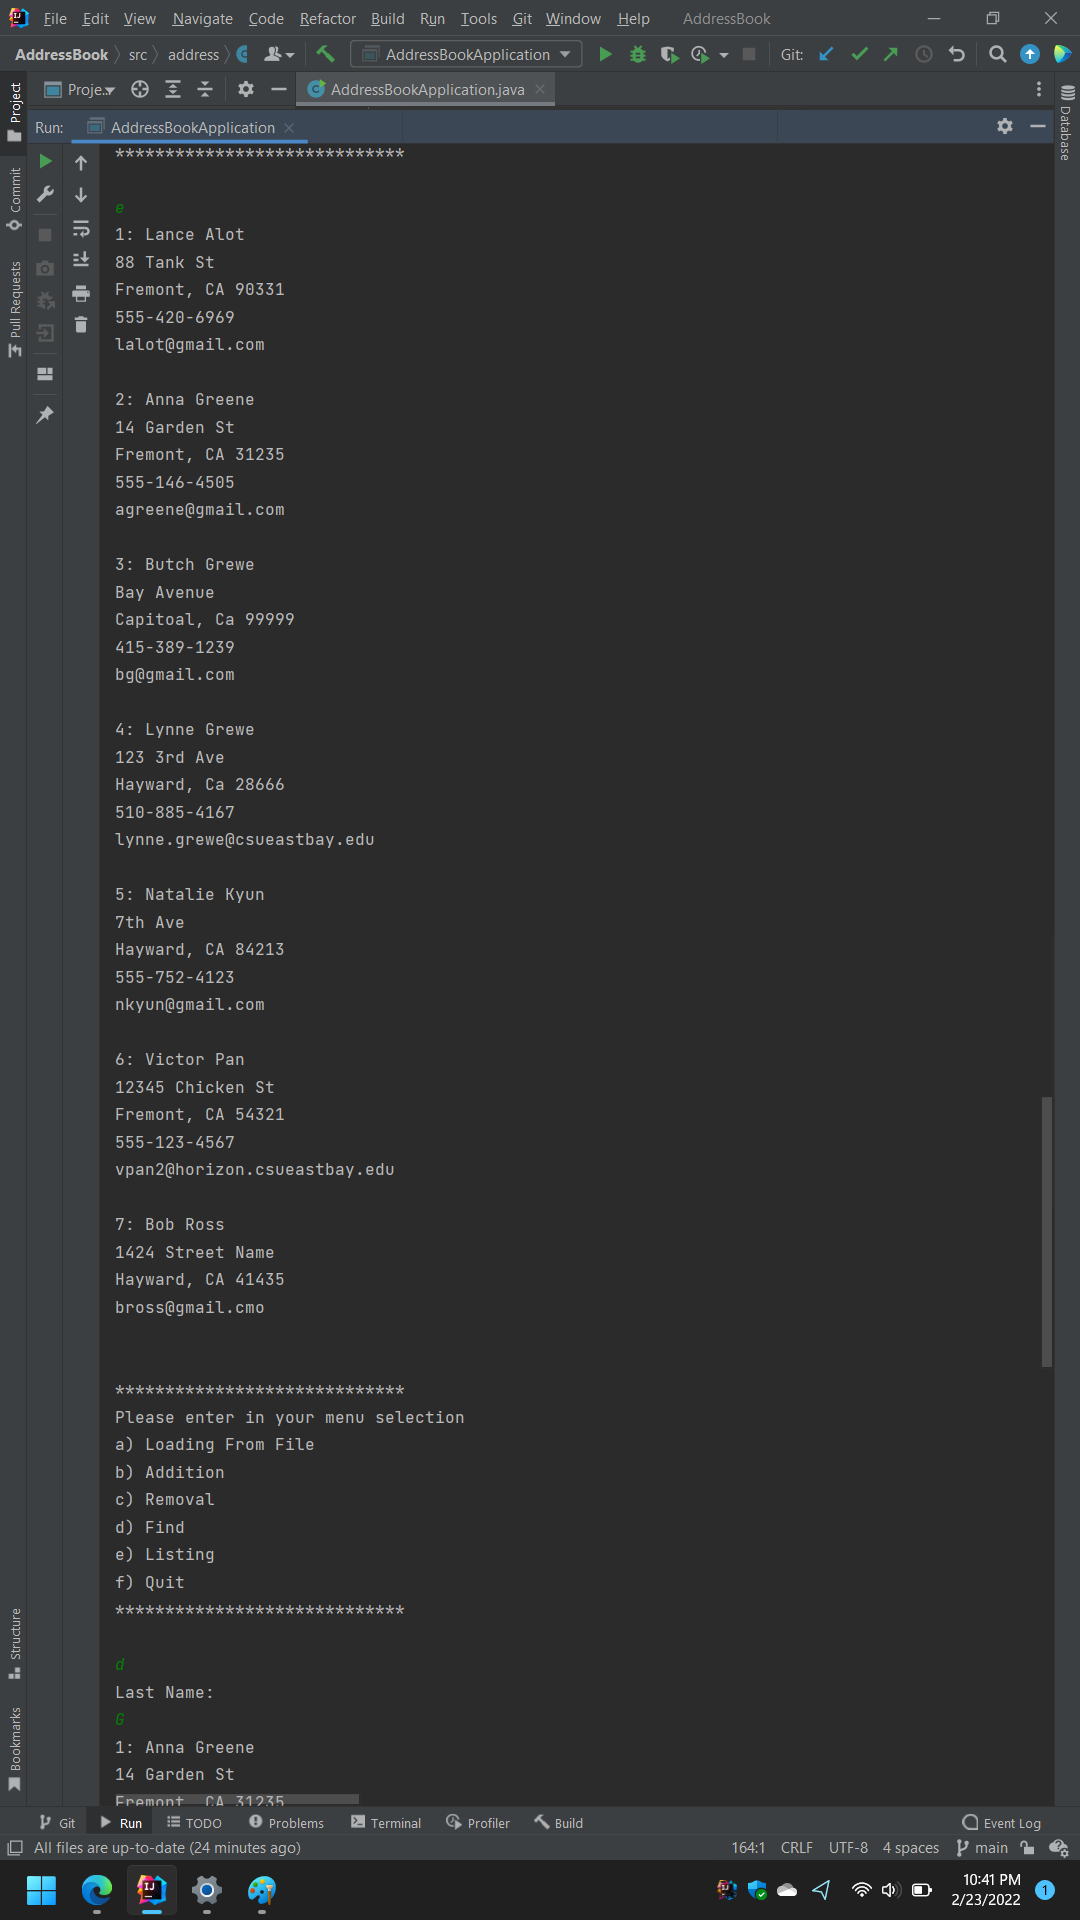 File Edit View Navigate Code Refactor Build Run Tools Git Window Help AddressBook
AddressBook src address AddressBookApplication Git:
Proje... AddressBookApplication.java
Run: AddressBookApplication
Project
Commit
Pull Requests
Structure
Bookmarks
Database
*****************************
e
1: Lance Alot
88 Tank St
Fremont, CA 90331
555-420-6969
lalot@gmail.com
2: Anna Greene
14 Garden St
Fremont, CA 31235
555-146-4505
agreene@gmail.com
3: Butch Grewe
Bay Avenue
Capitoal, Ca 99999
415-389-1239
bg@gmail.com
4: Lynne Grewe
123 3rd Ave
Hayward, Ca 28666
510-885-4167
lynne.grewe@csueastbay.edu
5: Natalie Kyun
7th Ave
Hayward, CA 84213
555-752-4123
nkyun@gmail.com
6: Victor Pan
12345 Chicken St
Fremont, CA 54321
555-123-4567
vpan2@horizon.csueastbay.edu
7: Bob Ross
1424 Street Name
Hayward, CA 41435
bross@gmail.cmo
*****************************
Please enter in your menu selection
a) Loading From File
b) Addition
c) Removal
d) Find
e) Listing
f) Quit
*****************************
d
Last Name:
G
1: Anna Greene
14 Garden St
Fremont, CA 31235
Git Run TODO Problems Terminal Profiler Build Event Log
All files are up-to-date (24 minutes ago) 164:1 CRLF UTF-8 4 spaces main
10:41 PM
2/23/2022
1